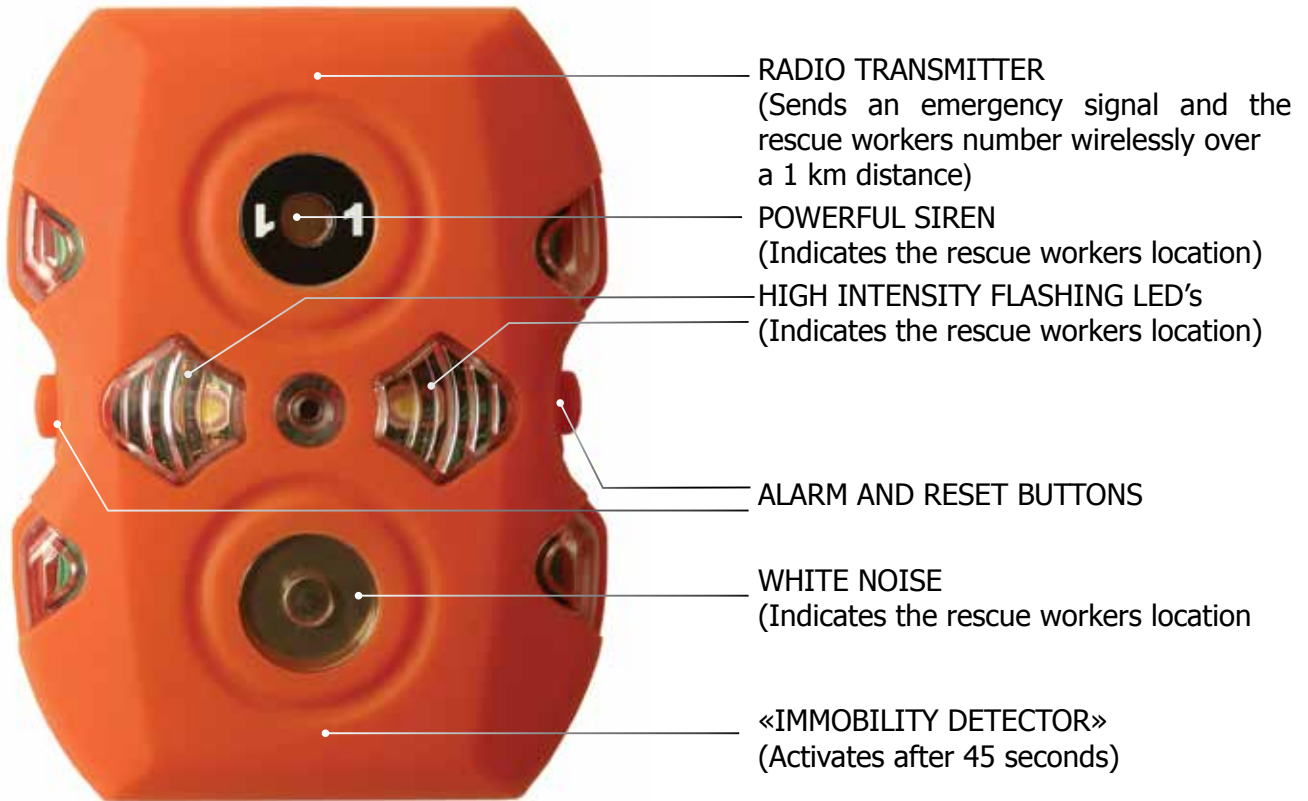 RADIO TRANSMITTER
(Sends an emergency signal and the
rescue workers number wirelessly over
a 1 km distance)
1 1
POWERFUL SIREN
(Indicates the rescue workers location)
HIGH INTENSITY FLASHING LED’s
(Indicates the rescue workers location)
ALARM AND RESET BUTTONS
WHITE NOISE
(Indicates the rescue workers location
«IMMOBILITY DETECTOR»
(Activates after 45 seconds)